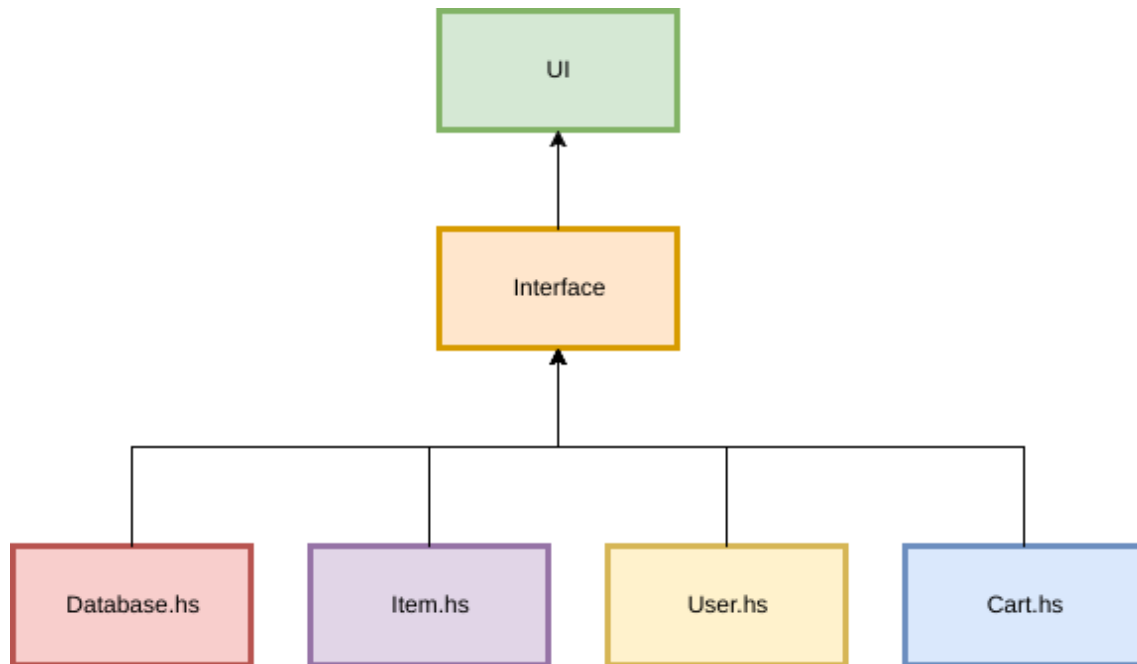 UI
Interface
Database.hs
Item.hs
User.hs
Cart.hs